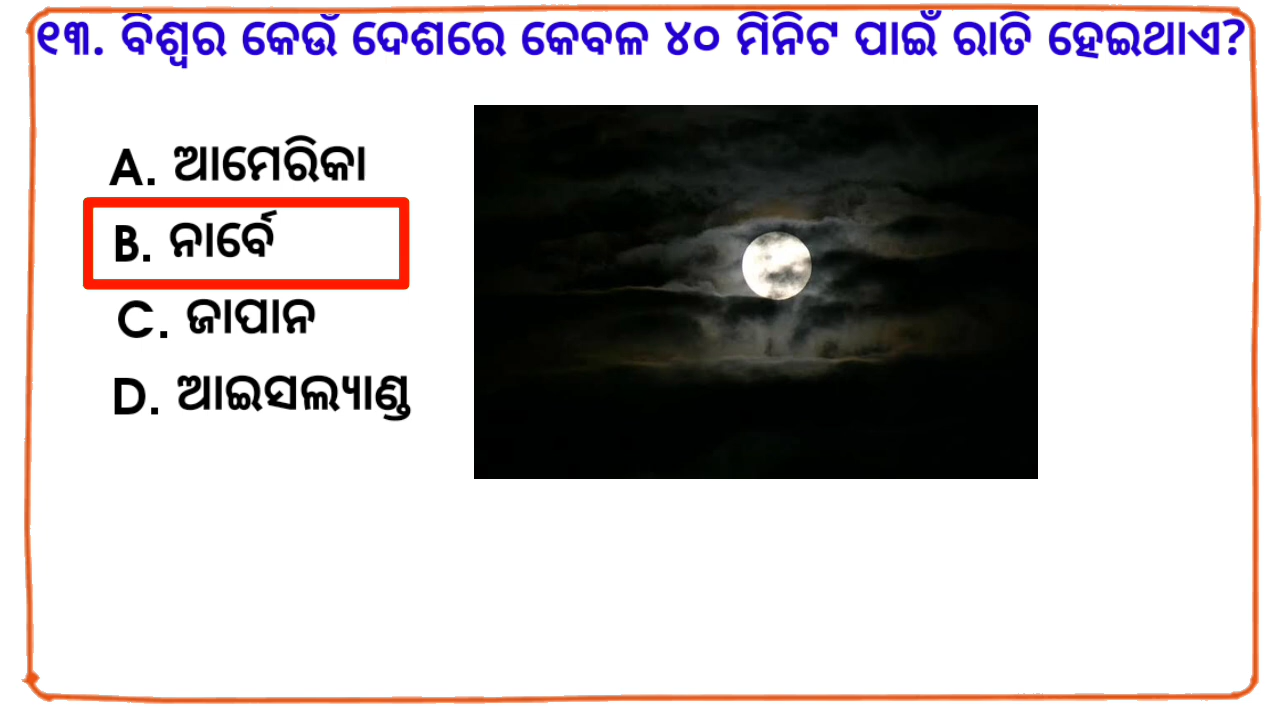 ୧୩. ବିଶ୍ୱର କେଉଁ ଦେଶରେ କେବଳ ୪୦ ମିନିଟ ପାଇଁ ରାତି ହେଇଥାଏ?
A. ଆମେରିକା
B. ନାର୍ବେ
C. ଜାପାନ
D. ଆଇସଲ୍ୟାଣ୍ଡ